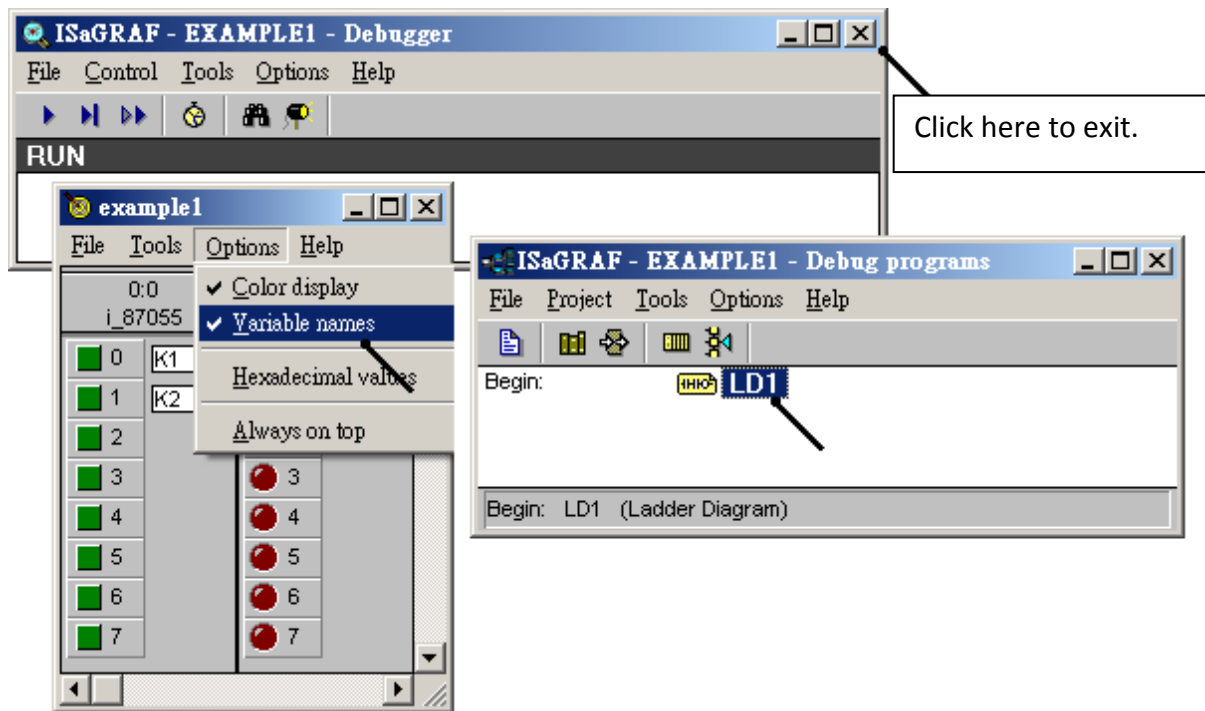 ISaGRAF - EXAMPLE1 - Debugger
File Control Tools Options Help
RUN
Click here to exit.
example1
File Tools Options Help
0:0
i_87055
Color display
Variable names
Hexadecimal values
Always on top
0 K1
1 K2
2
3 3
4 4
5 5
6 6
7 7
ISaGRAF - EXAMPLE1 - Debug programs
File Project Tools Options Help
Begin: LD1
Begin: LD1 (Ladder Diagram)